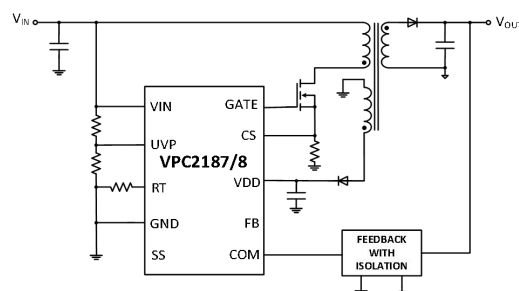 VIN
VOUT
VIN
GATE
UVP
CS
VPC2187/8
RT
VDD
GND
FB
SS
COM
FEEDBACK
WITH
ISOLATION